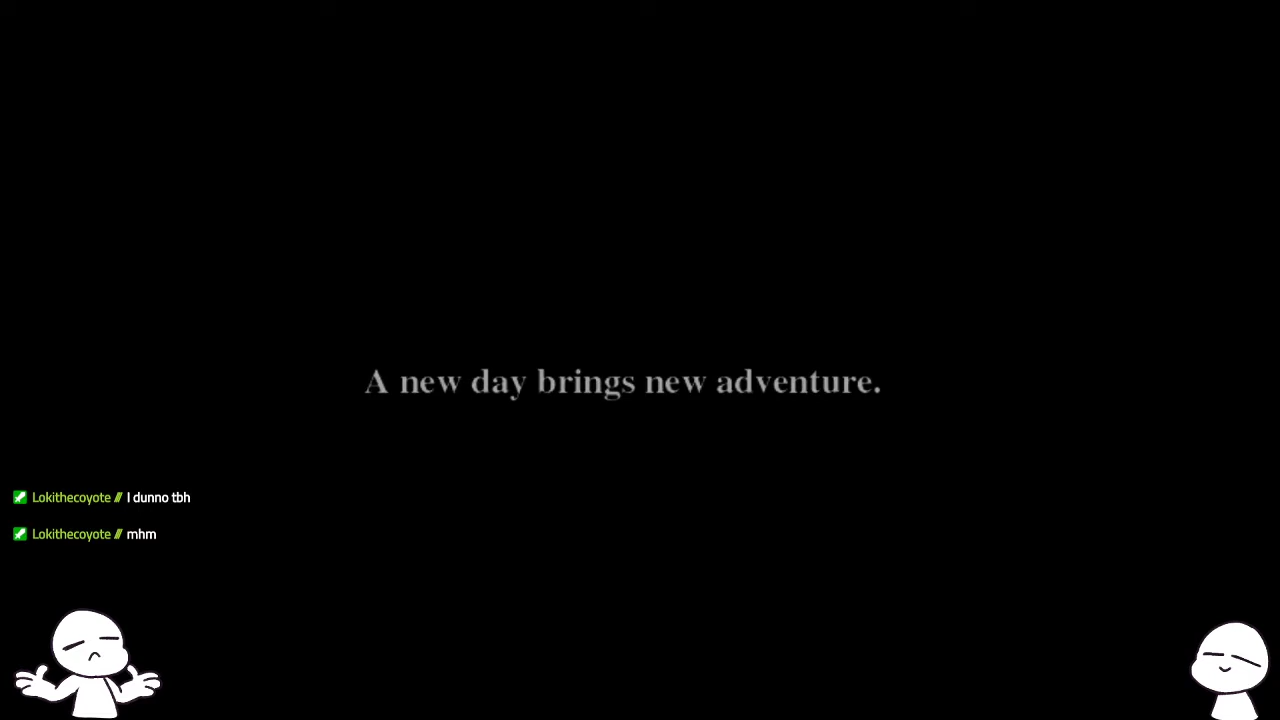 A new day brings new adventure.
Lokithecoyote /// I dunno tbh
Lokithecoyote /// mhm